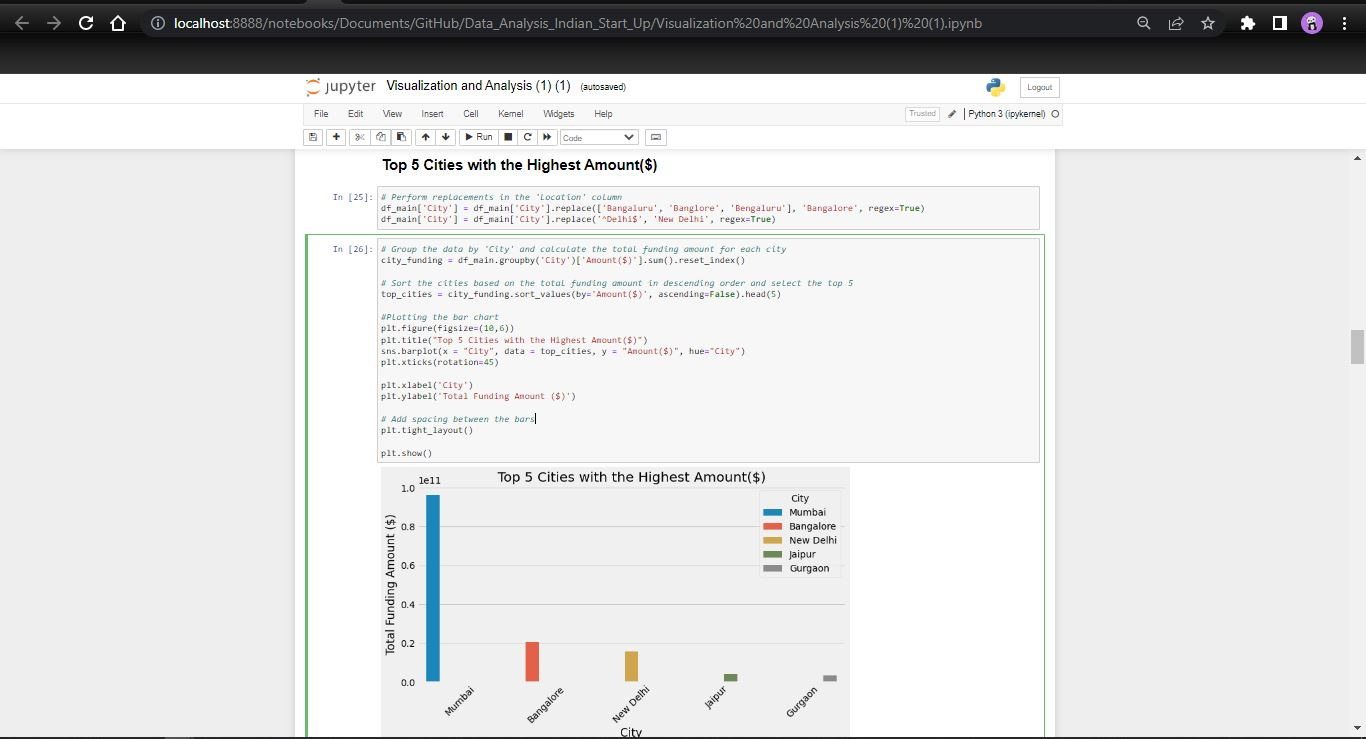 localhost:8888/notebooks/Documents/GitHub/Data_Analysis_Indian_Start_Up/Visualization%20and%20Analysis%20(1)%20(1).ipynb
jupyter Visualization and Analysis (1) (1) (autosaved)
Logout
File Edit View Insert Cell Kernel Widgets Help
Trusted Python 3 (ipykernel)
Run Code
Top 5 Cities with the Highest Amount($)
In [25]:
# Perform replacements in the 'Location' column
df_main['City'] = df_main['City'].replace(['Bangaluru', 'Banglore', 'Bengaluru'], 'Bangalore', regex=True)
df_main['City'] = df_main['City'].replace('^Delhi$', 'New Delhi', regex=True)
In [26]:
# Group the data by 'City' and calculate the total funding amount for each city
city_funding = df_main.groupby('City')['Amount($)'].sum().reset_index()
# Sort the cities based on the total funding amount in descending order and select the top 5
top_cities = city_funding.sort_values(by='Amount($)', ascending=False).head(5)
#Plotting the bar chart
plt.figure(figsize=(10,6))
plt.title("Top 5 Cities with the Highest Amount($)")
sns.barplot(x = "City", data = top_cities, y = "Amount($)", hue="City")
plt.xticks(rotation=45)
plt.xlabel('City')
plt.ylabel('Total Funding Amount ($)')
# Add spacing between the bars
plt.tight_layout()
plt.show()
Top 5 Cities with the Highest Amount($)
1e11
1.0
0.8
0.6
0.4
0.2
0.0
Total Funding Amount ($)
City
Mumbai
Bangalore
New Delhi
Jaipur
Gurgaon
Mumbai
Bangalore
New Delhi
Jaipur
Gurgaon
City